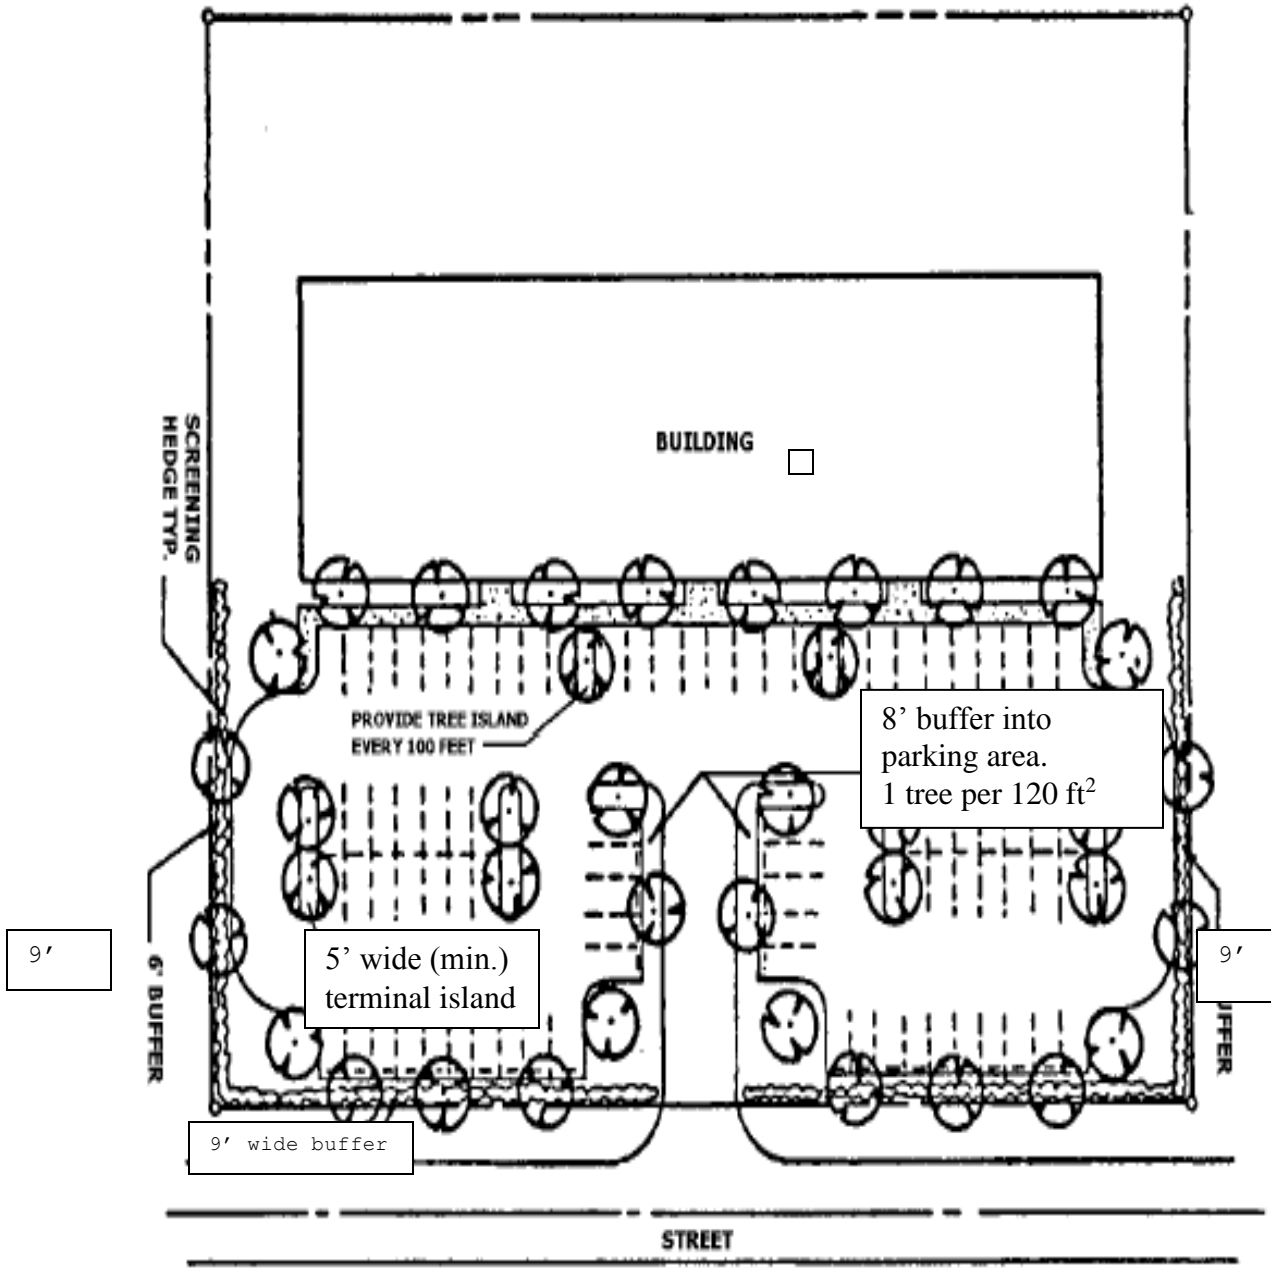 SCREENING
HEDGE TYP.
BUILDING
PROVIDE TREE ISLAND
EVERY 100 FEET
8’ buffer into
parking area.
1 tree per 120 ft²
9’
6' BUFFER
5’ wide (min.)
terminal island
9’
UFFER
9’ wide buffer
STREET